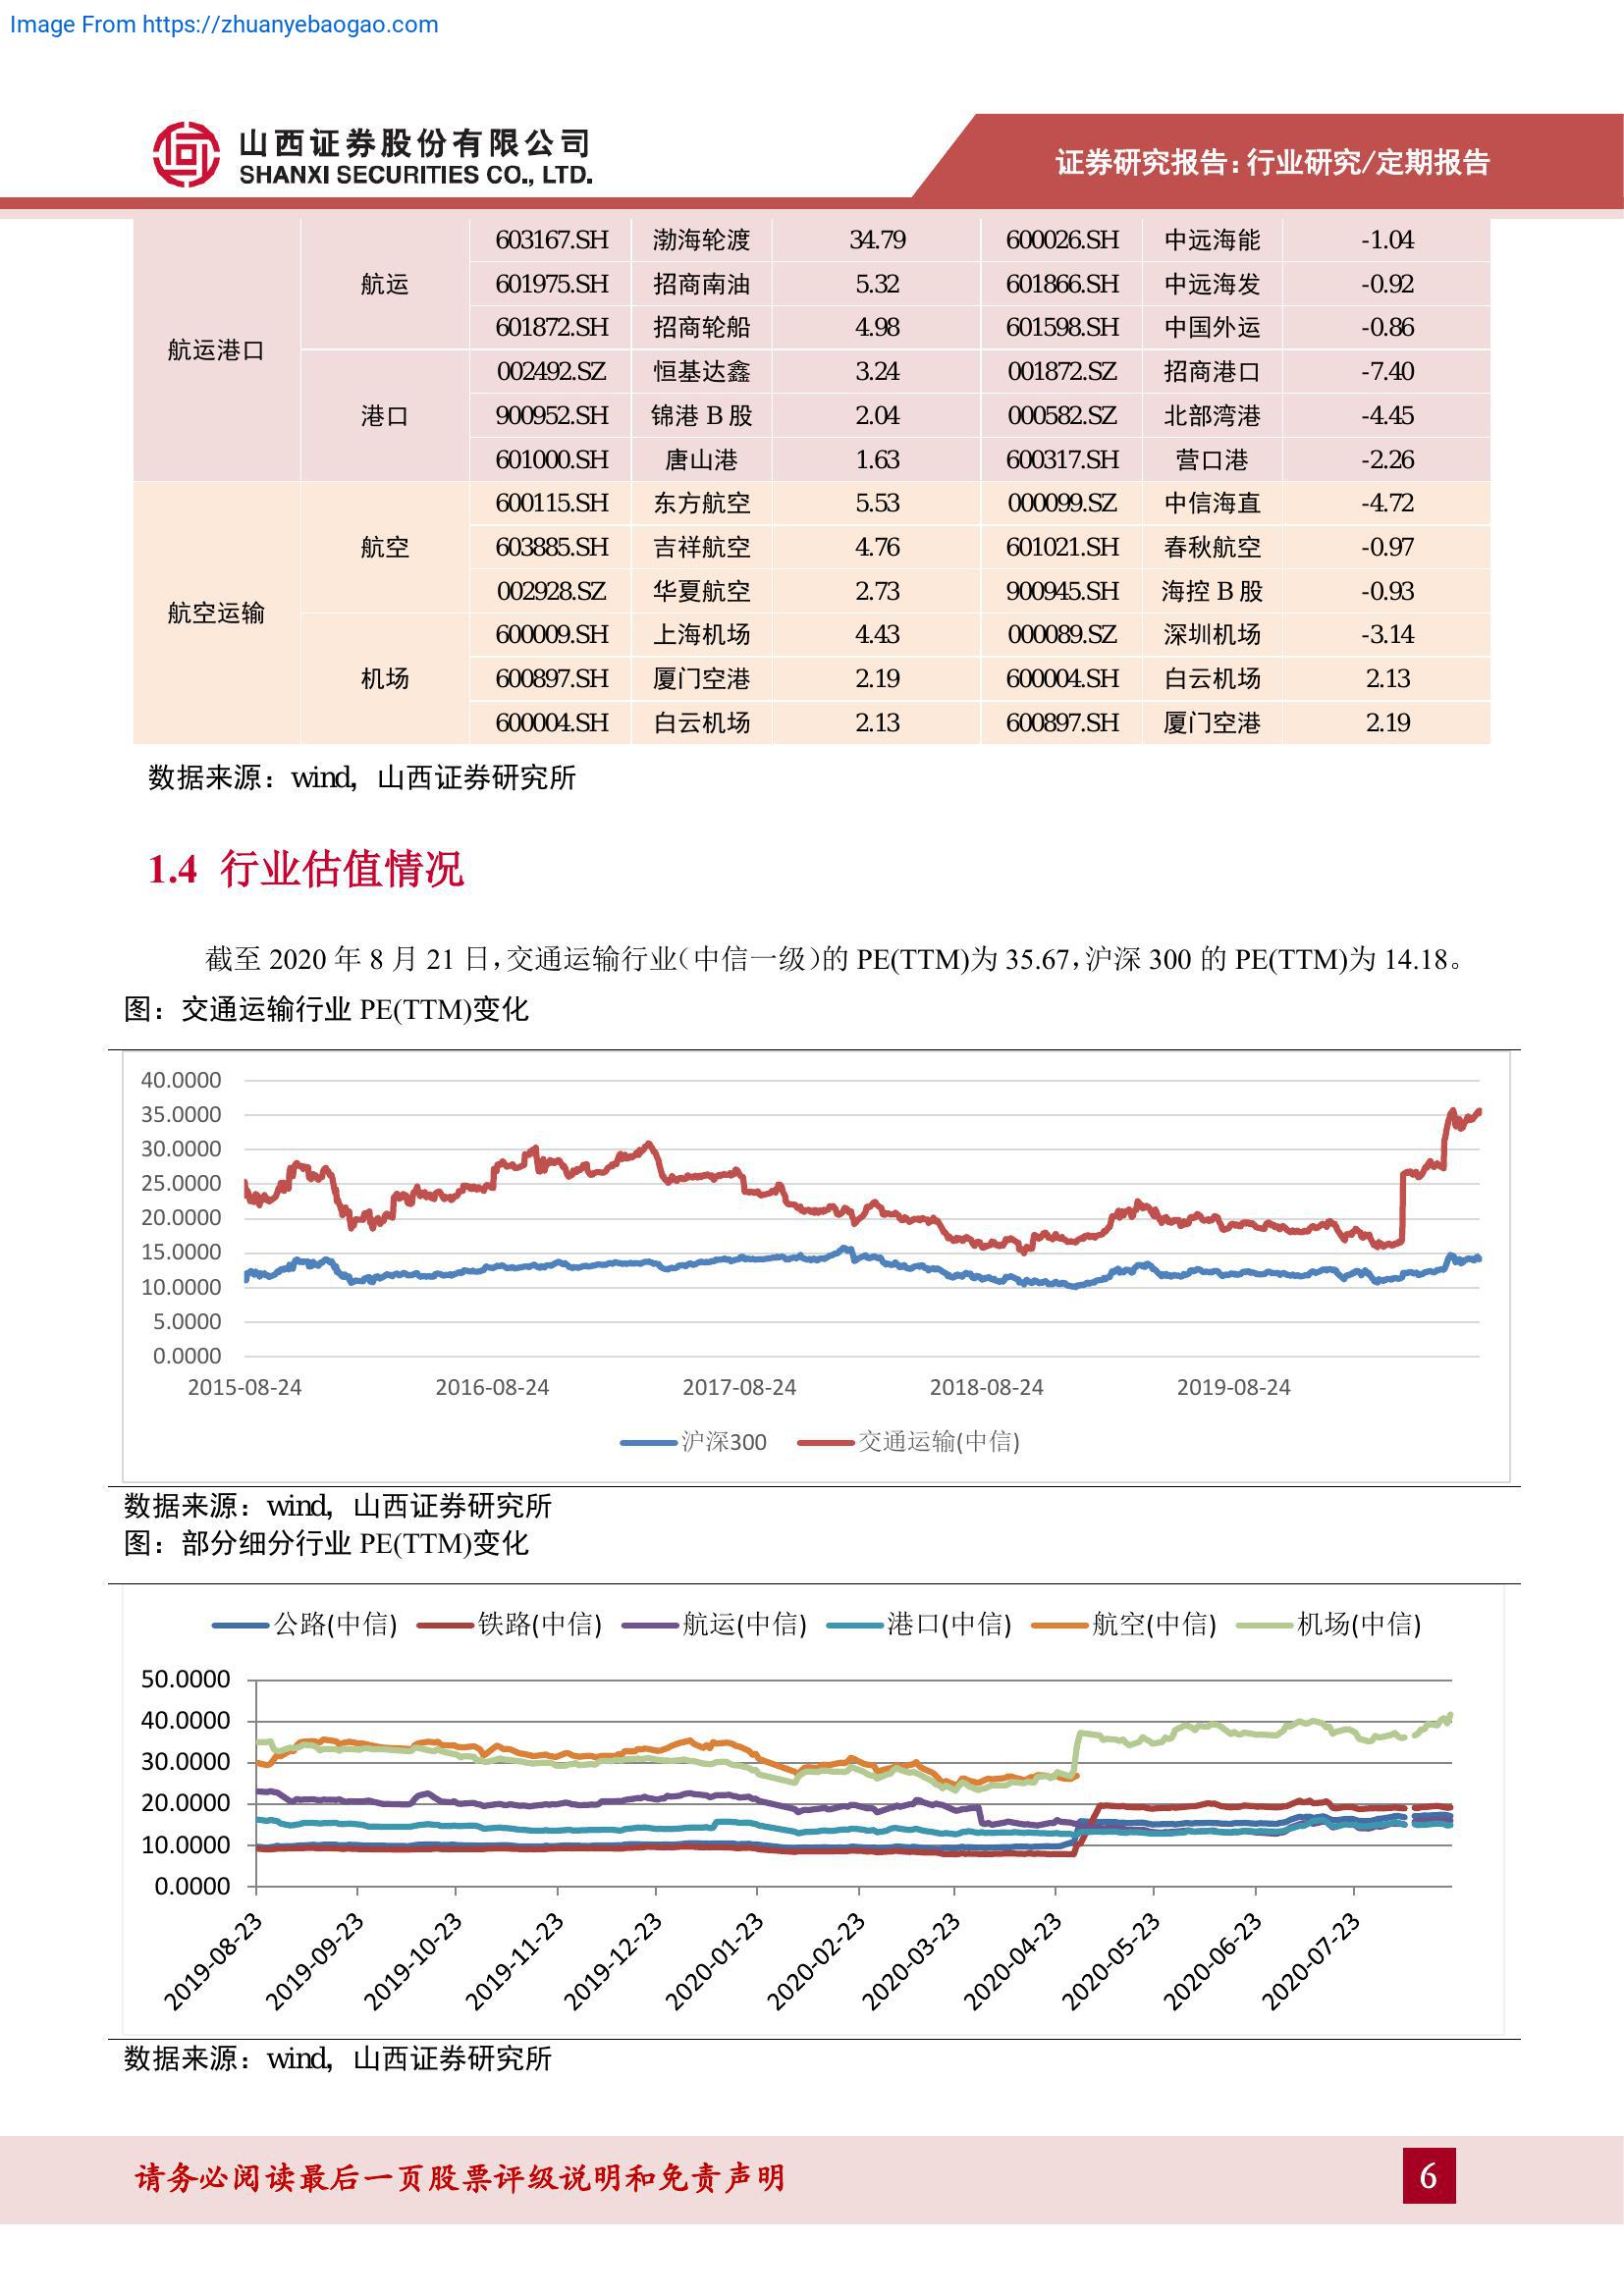 Image From https://zhuanyebaogao.com
山西证券股份有限公司
SHANXI SECURITIES CO., LTD.
证券研究报告：行业研究/定期报告
航运港口 航运 603167.SH 渤海轮渡 34.79 600026.SH 中远海能 -1.04
601975.SH 招商南油 5.32 601866.SH 中远海发 -0.92
601872.SH 招商轮船 4.98 601598.SH 中国外运 -0.86
港口 002492.SZ 恒基达鑫 3.24 001872.SZ 招商港口 -7.40
900952.SH 锦港 B 股 2.04 000582.SZ 北部湾港 -4.45
601000.SH 唐山港 1.63 600317.SH 营口港 -2.26
航空运输 航空 600115.SH 东方航空 5.53 000099.SZ 中信海直 -4.72
603885.SH 吉祥航空 4.76 601021.SH 春秋航空 -0.97
002928.SZ 华夏航空 2.73 900945.SH 海控 B 股 -0.93
机场 600009.SH 上海机场 4.43 000089.SZ 深圳机场 -3.14
600897.SH 厦门空港 2.19 600004.SH 白云机场 2.13
600004.SH 白云机场 2.13 600897.SH 厦门空港 2.19
数据来源：wind，山西证券研究所
1.4 行业估值情况
截至 2020 年 8 月 21 日，交通运输行业（中信一级）的 PE(TTM)为 35.67，沪深 300 的 PE(TTM)为 14.18。
图：交通运输行业 PE(TTM)变化
40.0000
35.0000
30.0000
25.0000
20.0000
15.0000
10.0000
5.0000
0.0000
2015-08-24 2016-08-24 2017-08-24 2018-08-24 2019-08-24
沪深300 交通运输(中信)
数据来源：wind，山西证券研究所
图：部分细分行业 PE(TTM)变化
公路(中信) 铁路(中信) 航运(中信) 港口(中信) 航空(中信) 机场(中信)
50.0000
40.0000
30.0000
20.0000
10.0000
0.0000
2019-08-23 2019-09-23 2019-10-23 2019-11-23 2019-12-23 2020-01-23 2020-02-23 2020-03-23 2020-04-23 2020-05-23 2020-06-23 2020-07-23
数据来源：wind，山西证券研究所
请务必阅读最后一页股票评级说明和免责声明
6